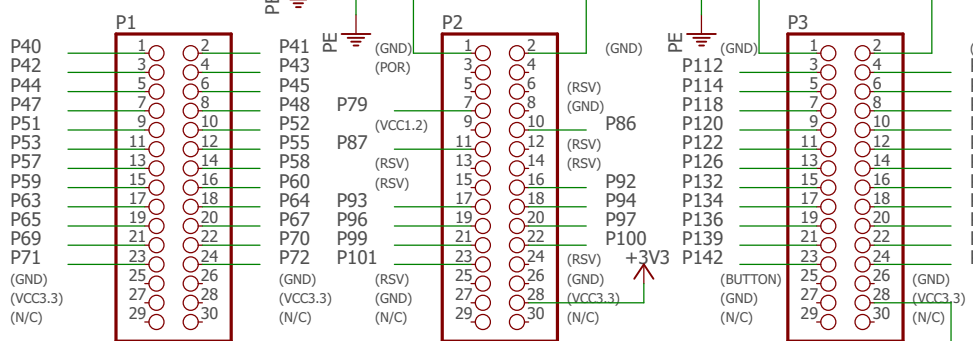 PE
P1
P40 1 2 P41
P42 3 4 P43
P44 5 6 P45
P47 7 8 P48
P51 9 10 P52
P53 11 12 P55
P57 13 14 P58
P59 15 16 P60
P63 17 18 P64
P65 19 20 P67
P69 21 22 P70
P71 23 24 P72
(GND) 25 26 (GND)
(VCC3.3) 27 28 (VCC3.3)
(N/C) 29 30 (N/C)
PE
P2
(GND) 1 2 (GND)
(POR) 3 4
5 6 (RSV)
P79 7 8 (GND)
(VCC1.2) 9 10 P86
P87 11 12 (RSV)
(RSV) 13 14 (RSV)
(RSV) 15 16 P92
P93 17 18 P94
P96 19 20 P97
P99 21 22 P100
+3V3
P101 23 24 (RSV)
(RSV) 25 26 (GND)
(GND) 27 28 (VCC3.3)
(N/C) 29 30 (N/C)
PE
P3
(GND) 1 2
P112 3 4
P114 5 6
P118 7 8
P120 9 10
P122 11 12
P126 13 14
P132 15 16
P134 17 18
P136 19 20
P139 21 22
P142 23 24
(BUTTON) 25 26 (GND)
(GND) 27 28 (VCC3.3)
(N/C) 29 30 (N/C)